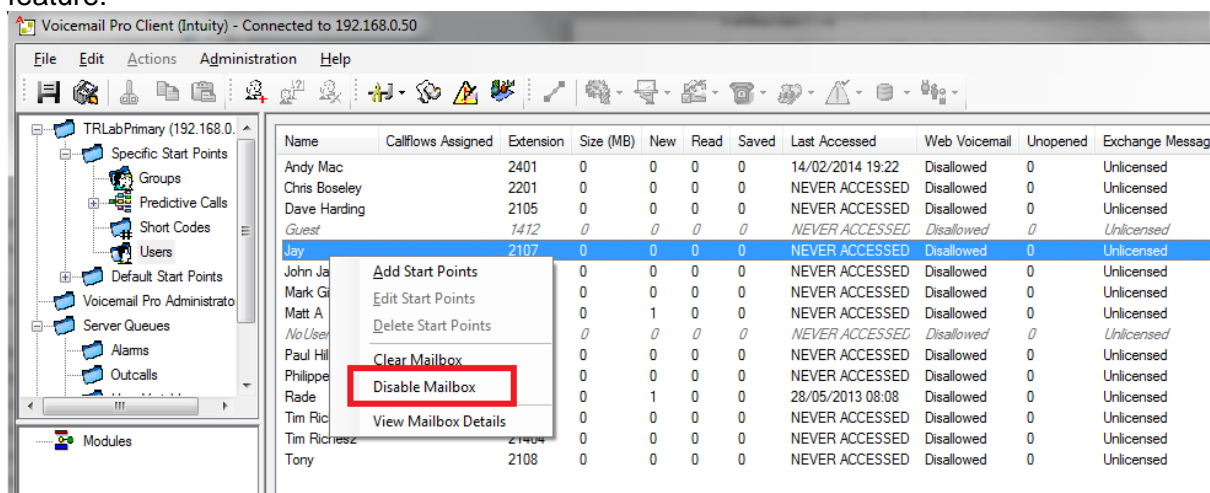 feature.
Voicemail Pro Client (Intuity) - Connected to 192.168.0.50
File Edit Actions Administration Help
TRLabPrimary (192.168.0.
Specific Start Points
Groups
Predictive Calls
Short Codes
Users
Default Start Points
Voicemail Pro Administrato
Server Queues
Alarms
Outcalls
Modules
Name Callflows Assigned Extension Size (MB) New Read Saved Last Accessed Web Voicemail Unopened Exchange Messag
Andy Mac 2401 0 0 0 0 14/02/2014 19:22 Disallowed 0 Unlicensed
Chris Boseley 2201 0 0 0 0 NEVER ACCESSED Disallowed 0 Unlicensed
Dave Harding 2105 0 0 0 0 NEVER ACCESSED Disallowed 0 Unlicensed
Guest 1412 0 0 0 0 NEVER ACCESSED Disallowed 0 Unlicensed
Jay 2107 0 0 0 0 NEVER ACCESSED Disallowed 0 Unlicensed
John Ja 0 0 0 0 NEVER ACCESSED Disallowed 0 Unlicensed
Mark Gi 0 0 0 0 NEVER ACCESSED Disallowed 0 Unlicensed
Matt A 0 1 0 0 NEVER ACCESSED Disallowed 0 Unlicensed
NoUser 0 0 0 0 NEVER ACCESSED Disallowed 0 Unlicensed
Paul Hil 0 0 0 0 NEVER ACCESSED Disallowed 0 Unlicensed
Philippe 0 0 0 0 NEVER ACCESSED Disallowed 0 Unlicensed
Rade 0 1 0 0 28/05/2013 08:08 Disallowed 0 Unlicensed
Tim Ric 0 0 0 0 NEVER ACCESSED Disallowed 0 Unlicensed
Tim Riches2 21404 0 0 0 0 NEVER ACCESSED Disallowed 0 Unlicensed
Tony 2108 0 0 0 0 NEVER ACCESSED Disallowed 0 Unlicensed
Add Start Points
Edit Start Points
Delete Start Points
Clear Mailbox
Disable Mailbox
View Mailbox Details